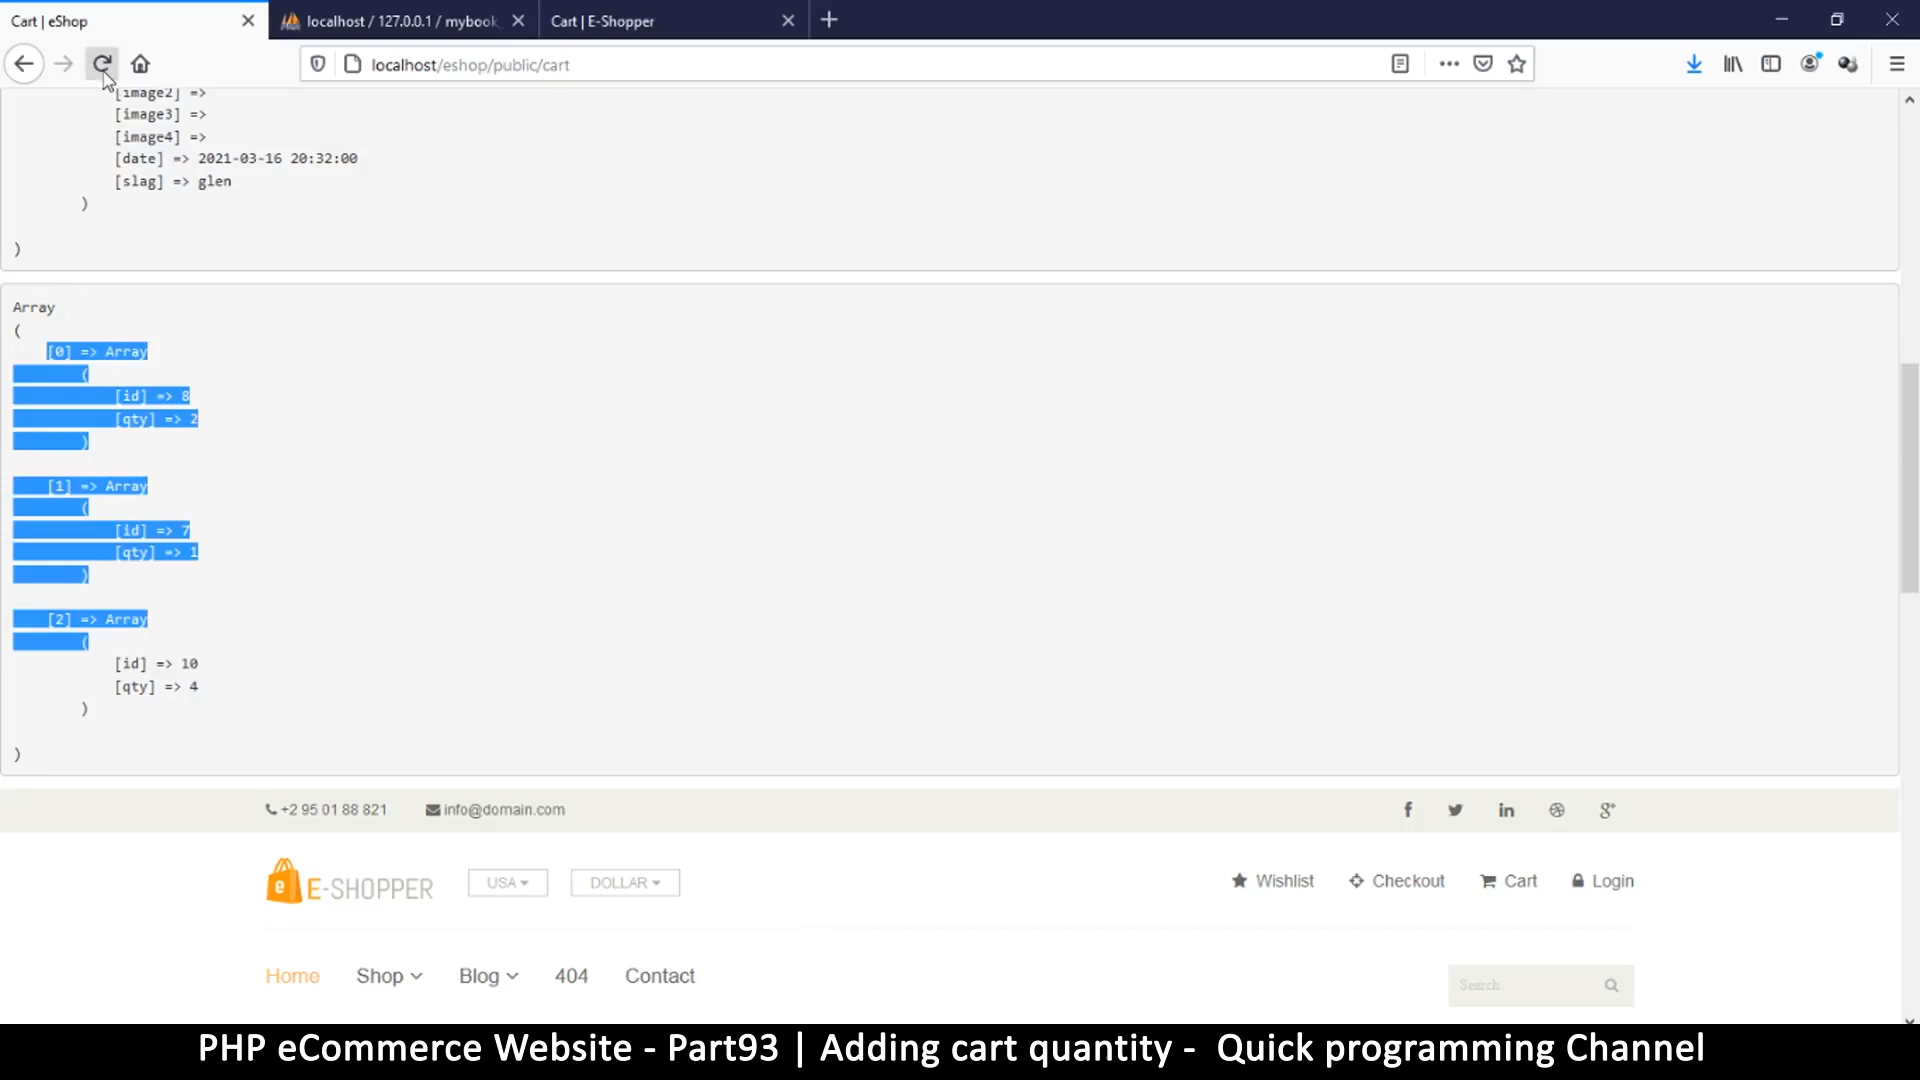 Cart | eShop
localhost / 127.0.0.1 / mybook
Cart | E-Shopper
localhost/eshop/public/cart
[image2] =>
[image3] =>
[image4] =>
[date] => 2021-03-16 20:32:00
[slag] => glen
)
)
Array
(
[0] => Array
(
[id] => 8
[qty] => 2
)
[1] => Array
(
[id] => 7
[qty] => 1
)
[2] => Array
(
[id] => 10
[qty] => 4
)
)
+2 95 01 88 821
info@domain.com
E-SHOPPER
USA
DOLLAR
Wishlist
Checkout
Cart
Login
Home
Shop
Blog
404
Contact
Search
PHP eCommerce Website - Part93 | Adding cart quantity - Quick programming Channel